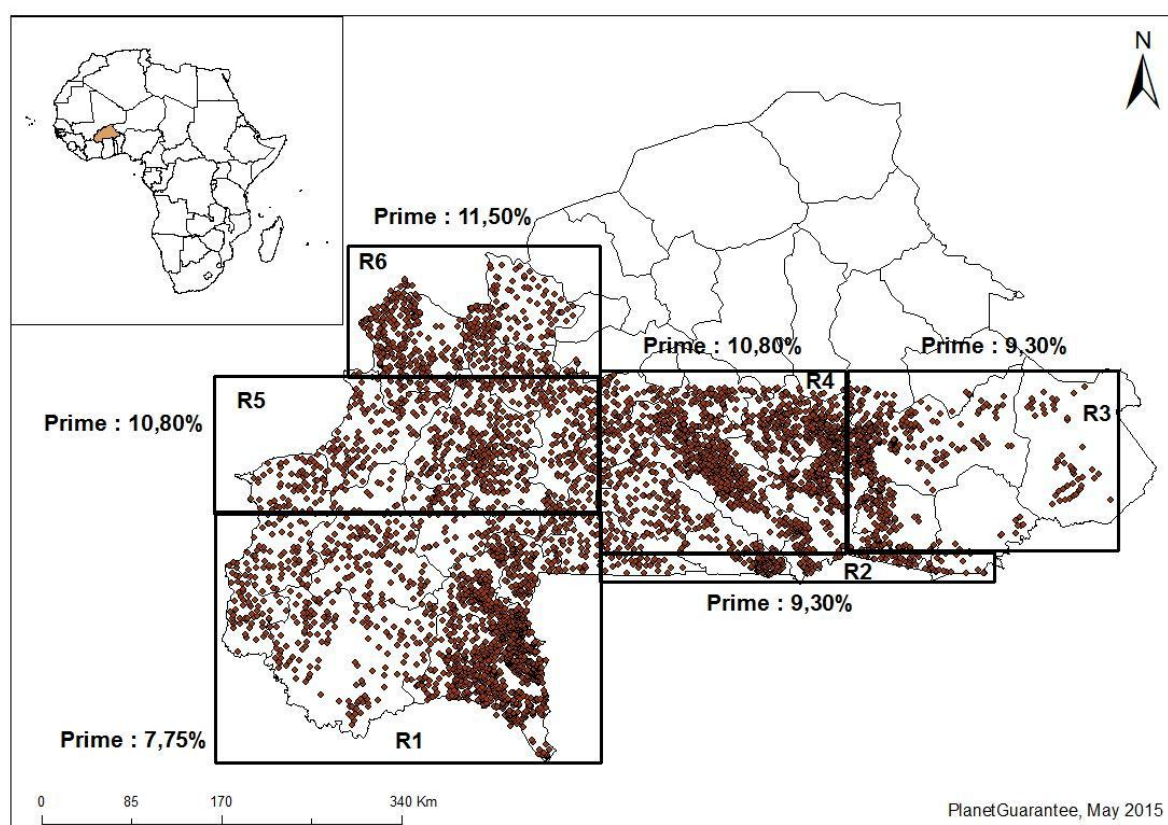 N
Prime : 11,50%
R6
Prime : 10,80%
Prime : 9,30%
R4
R5
R3
Prime : 10,80%
R2
Prime : 9,30%
Prime : 7,75%
R1
0 85 170 340 Km
PlanetGuarantee, May 2015